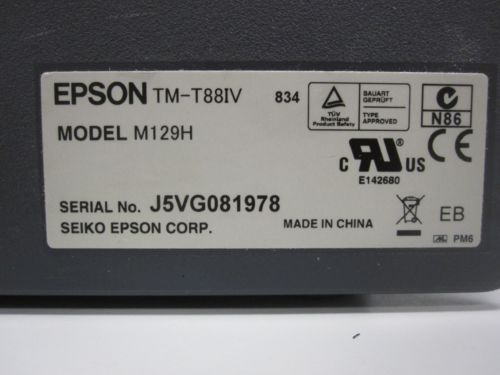 EPSON TM-T88IV 834
TÜV
Rheinland
Product Safety
BAUART
GEPRÜFT
TYPE
APPROVED
N86
MODEL M129H
C US
E142680
CE
SERIAL No. J5VG081978
SEIKO EPSON CORP.
MADE IN CHINA
EB
PM6